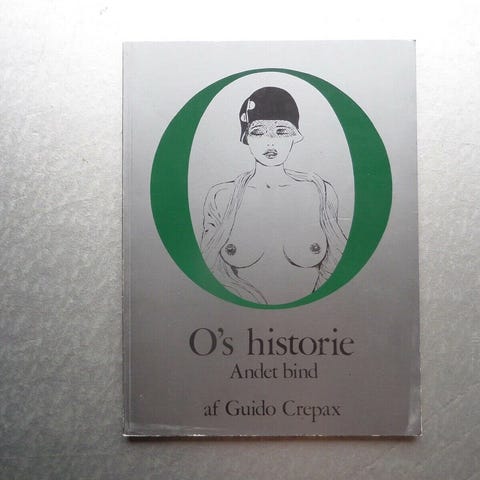 O
O's historie
Andet bind
af Guido Crepax